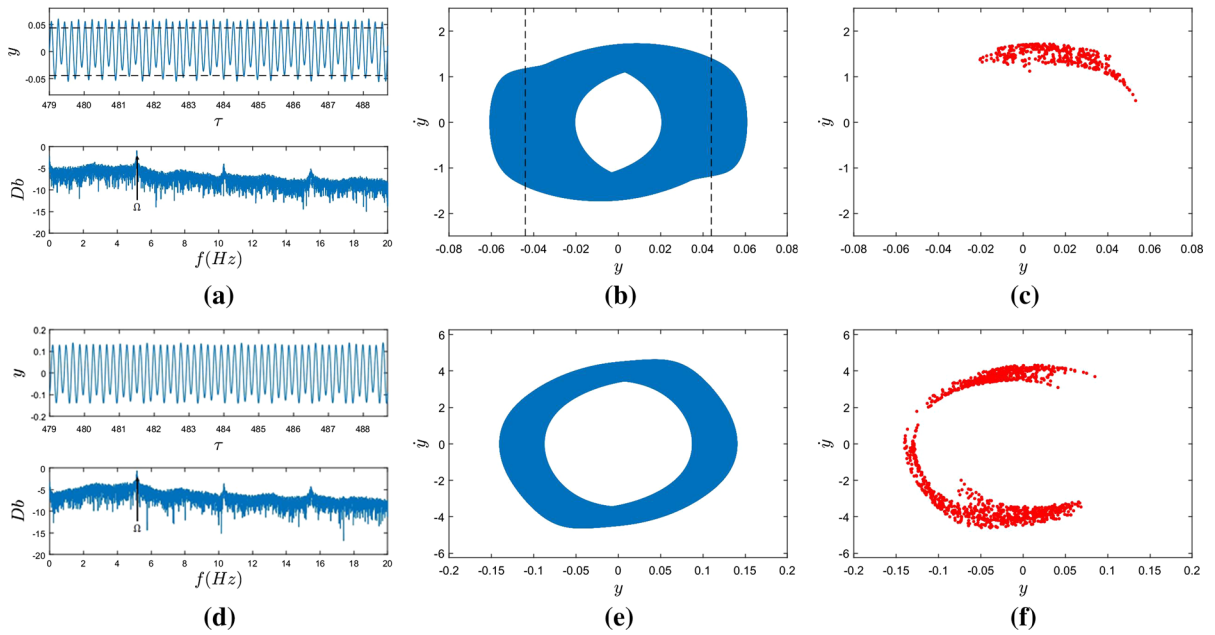 0.05
0
-0.05
y
479 480 481 482 483 484 485 486 487 488
τ
0
-5
-10
-15
-20
Db
Ω
0 2 4 6 8 10 12 14 16 18 20
f(Hz)
(a)
2
1
0
-1
-2
ẏ
-0.08 -0.06 -0.04 -0.02 0 0.02 0.04 0.06 0.08
y
(b)
2
1
0
-1
-2
ẏ
-0.08 -0.06 -0.04 -0.02 0 0.02 0.04 0.06 0.08
y
(c)
0.2
0.1
0
-0.1
-0.2
y
479 480 481 482 483 484 485 486 487 488
τ
0
-5
-10
-15
-20
Db
Ω
0 2 4 6 8 10 12 14 16 18 20
f(Hz)
(d)
6
4
2
0
-2
-4
-6
ẏ
-0.2 -0.15 -0.1 -0.05 0 0.05 0.1 0.15 0.2
y
(e)
6
4
2
0
-2
-4
-6
ẏ
-0.2 -0.15 -0.1 -0.05 0 0.05 0.1 0.15 0.2
y
(f)